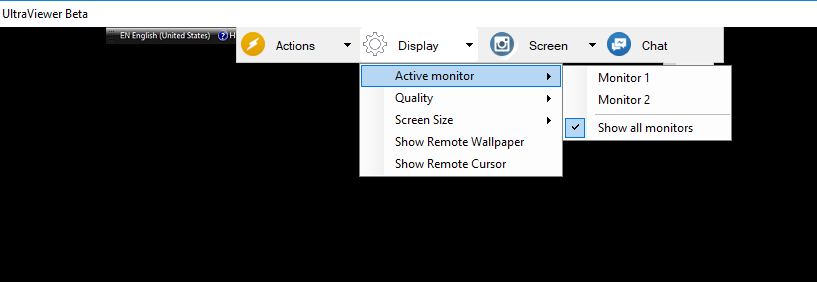 UltraViewer Beta
EN English (United States) ? H
Actions Display Screen Chat
Active monitor
Quality
Screen Size
Show Remote Wallpaper
Show Remote Cursor
Monitor 1
Monitor 2
Show all monitors